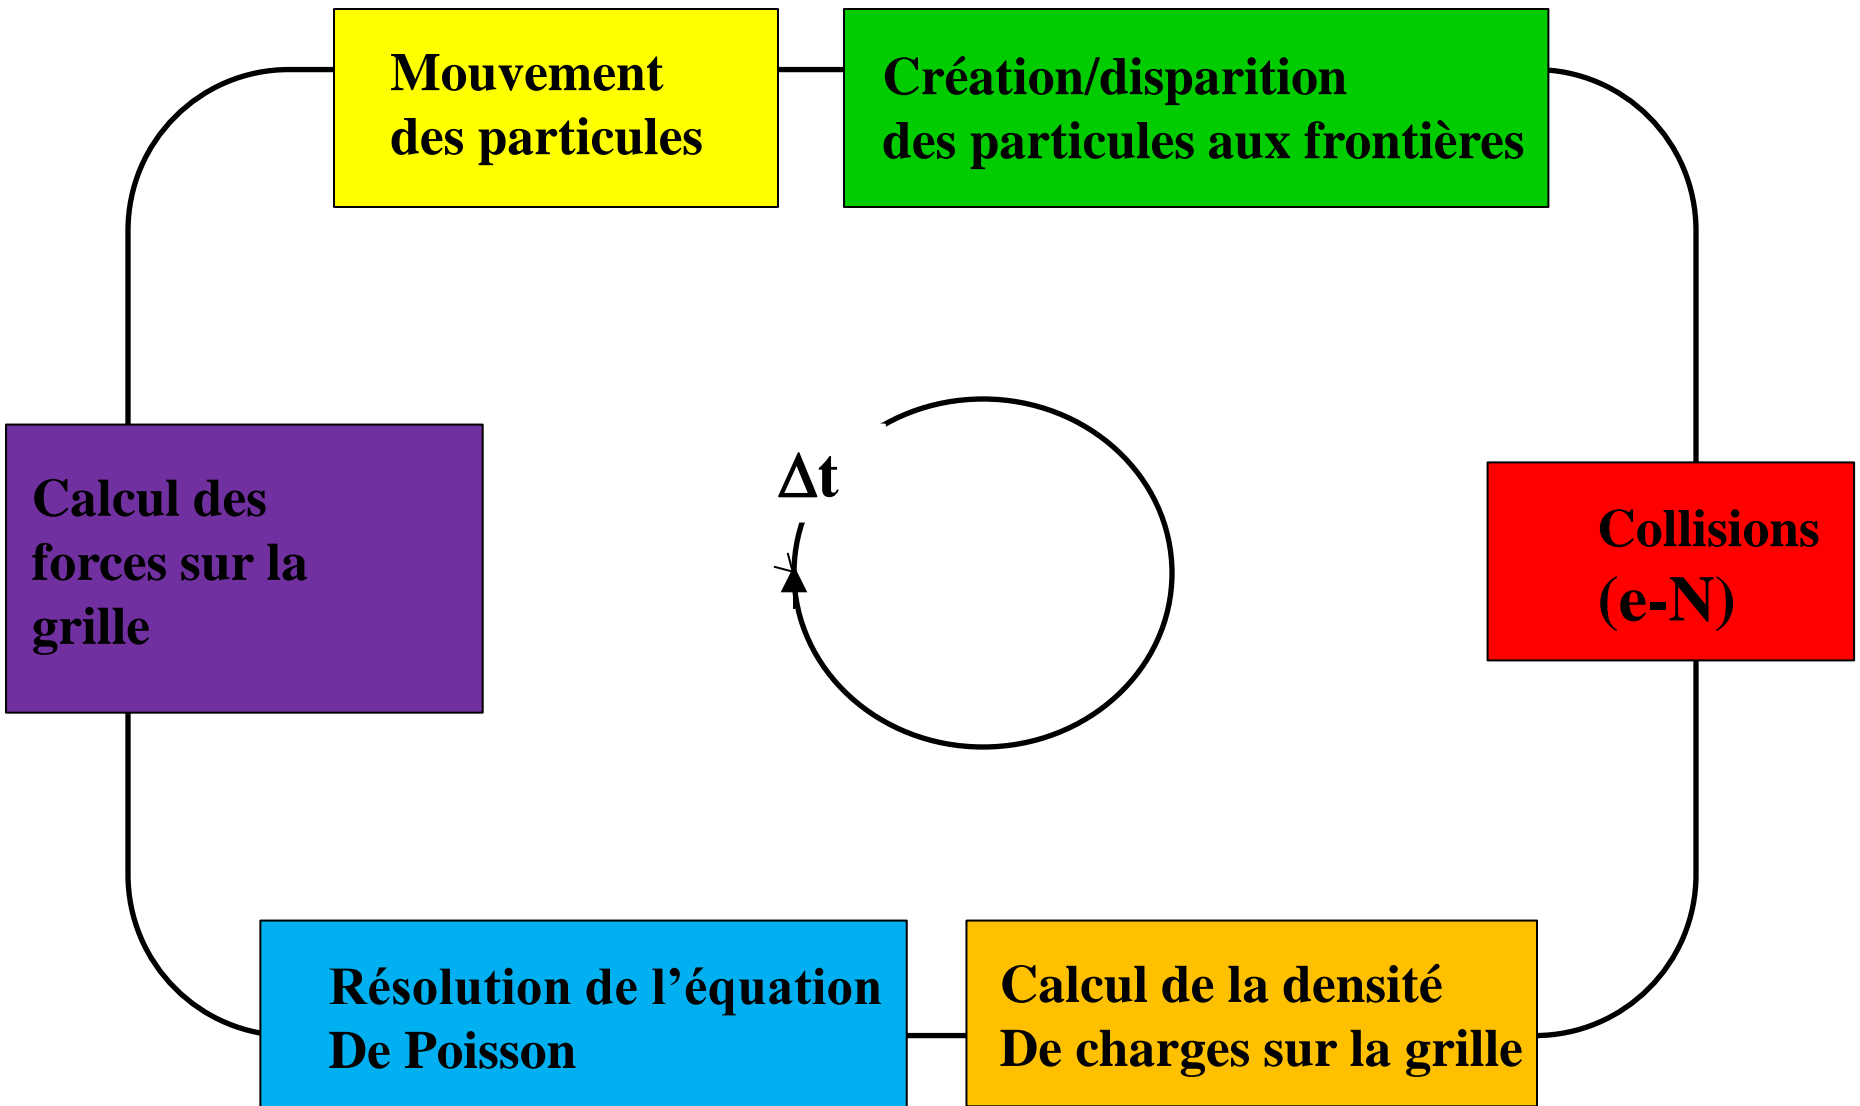 Mouvement
des particules
Création/disparition
des particules aux frontières
Δt
Calcul des
forces sur la
grille
Collisions
(e-N)
Résolution de l’équation
De Poisson
Calcul de la densité
De charges sur la grille